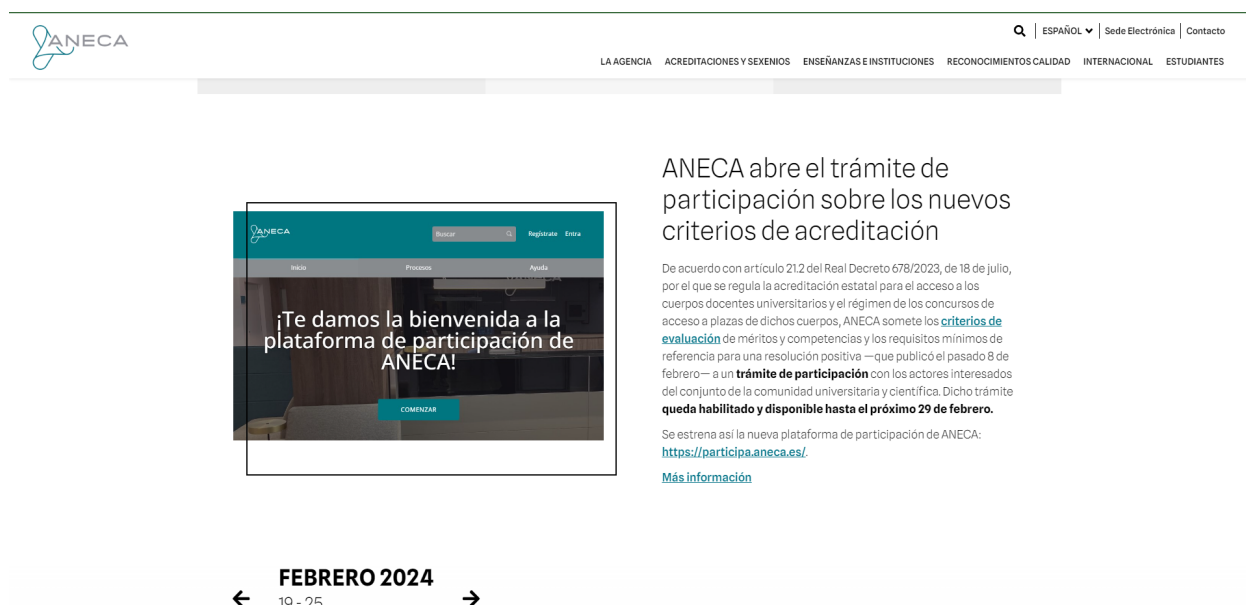 ANECA
ESPAÑOL
Sede Electrónica
Contacto
LA AGENCIA ACREDITACIONES Y SEXENIOS ENSEÑANZAS E INSTITUCIONES RECONOCIMIENTOS CALIDAD INTERNACIONAL ESTUDIANTES
ANECA
Buscar
Regístrate Entra
Inicio Procesos Ayuda
¡Te damos la bienvenida a la
plataforma de participación de
ANECA!
COMENZAR
ANECA abre el trámite de
participación sobre los nuevos
criterios de acreditación
De acuerdo con artículo 21.2 del Real Decreto 678/2023, de 18 de julio,
por el que se regula la acreditación estatal para el acceso a los
cuerpos docentes universitarios y el régimen de los concursos de
acceso a plazas de dichos cuerpos, ANECA somete los criterios de
evaluación de méritos y competencias y los requisitos mínimos de
referencia para una resolución positiva —que publicó el pasado 8 de
febrero— a un trámite de participación con los actores interesados
del conjunto de la comunidad universitaria y científica. Dicho trámite
queda habilitado y disponible hasta el próximo 29 de febrero.
Se estrena así la nueva plataforma de participación de ANECA:
https://participa.aneca.es/.
Más información
FEBRERO 2024
19 - 25